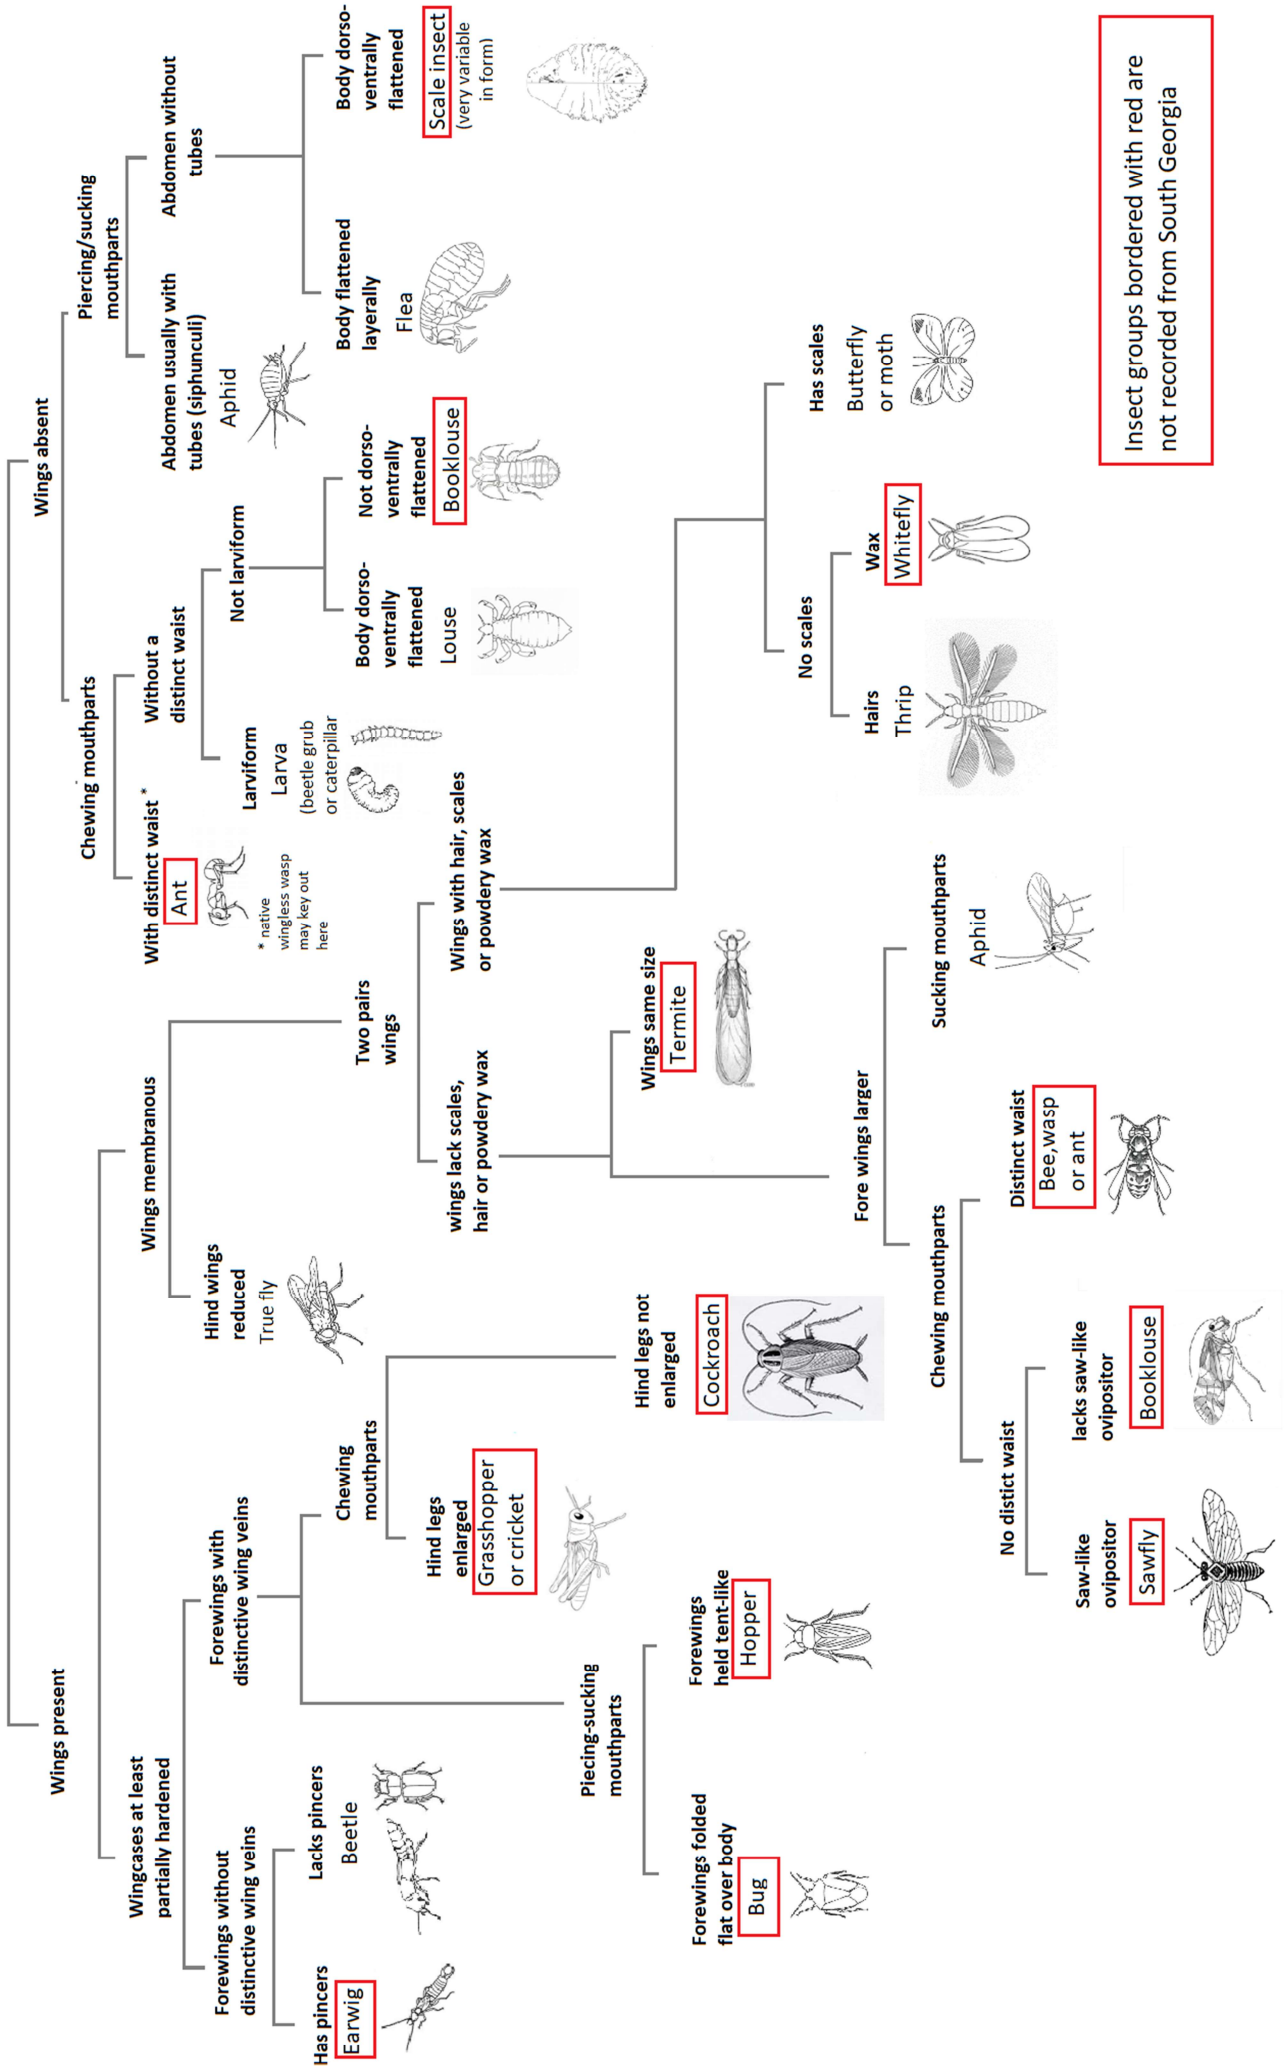 Wings present
Wings absent
Wingcases at least
partially hardened
Wings membranous
Chewing mouthparts
Piercing/sucking
mouthparts
Forewings without
distinctive wing veins
Forewings with
distinctive wing veins
Hind wings
reduced
True fly
Two pairs
wings
With distinct waist *
Ant
* native
wingless wasp
may key out
here
Without a
distinct waist
Abdomen usually with
tubes (siphunculi)
Aphid
Abdomen without
tubes
Has pincers
Earwig
Lacks pincers
Beetle
Chewing
mouthparts
Larviform
Larva
(beetle grub
or caterpillar
Not larviform
Body flattened
layerally
Flea
Body dorso-
ventrally
flattened
Scale insect
(very variable
in form)
Hind legs
enlarged
Grasshopper
or cricket
Hind legs not
enlarged
Cockroach
wings lack scales,
hair or powdery wax
Wings with hair, scales
or powdery wax
Body dorso-
ventrally
flattened
Louse
Not dorso-
ventrally
flattened
Booklouse
Piecing-sucking
mouthparts
Wings same size
Termite
Forewings folded
flat over body
Bug
Forewings
held tent-like
Hopper
Fore wings larger
No scales
Has scales
Butterfly
or moth
Hairs
Thrip
Wax
Whitefly
Chewing mouthparts
Sucking mouthparts
Aphid
No distict waist
Distinct waist
Bee,wasp
or ant
Saw-like
ovipositor
Sawfly
lacks saw-like
ovipositor
Booklouse
Insect groups bordered with red are
not recorded from South Georgia